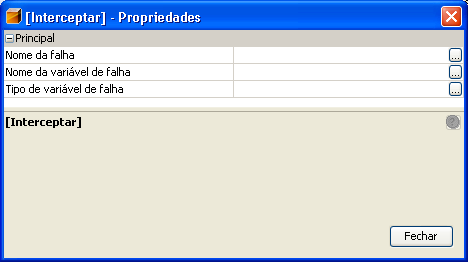 [Interceptar] - Propriedades
Principal
Nome da falha ...
Nome da variável de falha ...
Tipo de variável de falha ...
[Interceptar] ?
Fechar